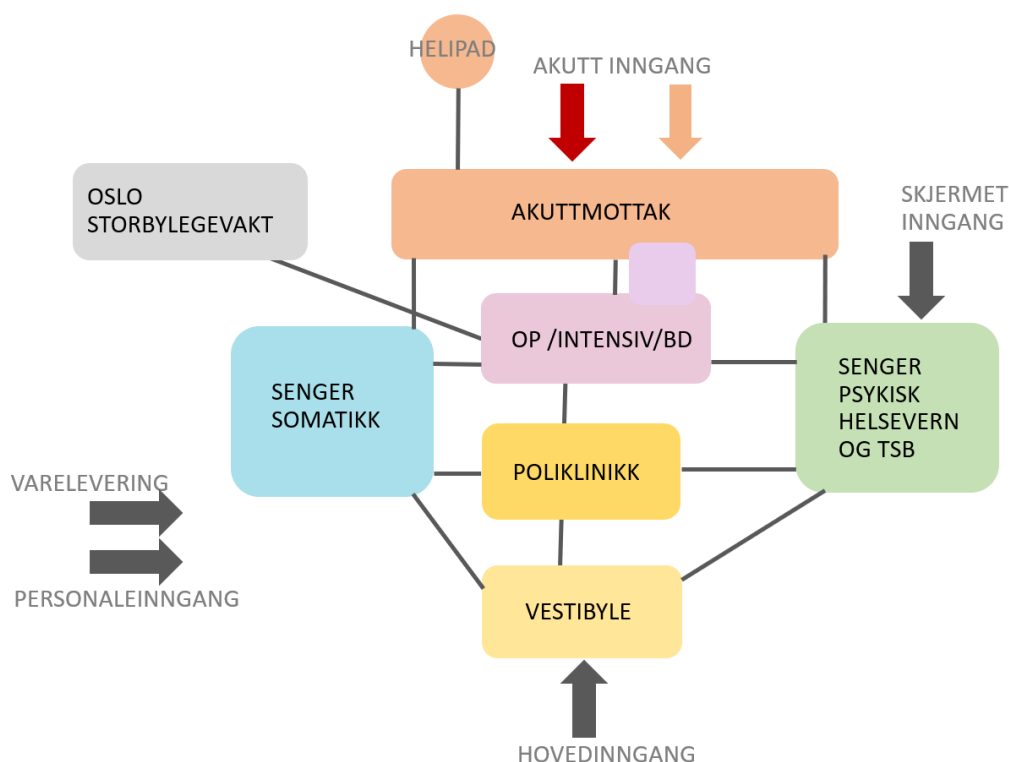 HELIPAD
AKUTT INNGANG
OSLO
STORBYLEGEVAKT
AKUTTMOTTAK
SKJERMET
INNGANG
OP /INTENSIV/BD
SENGER
SOMATIKK
SENGER
PSYKISK
HELSEVERN
OG TSB
POLIKLINIKK
VARELEVERING
PERSONALEINNGANG
VESTIBYLE
HOVEDINNGANG